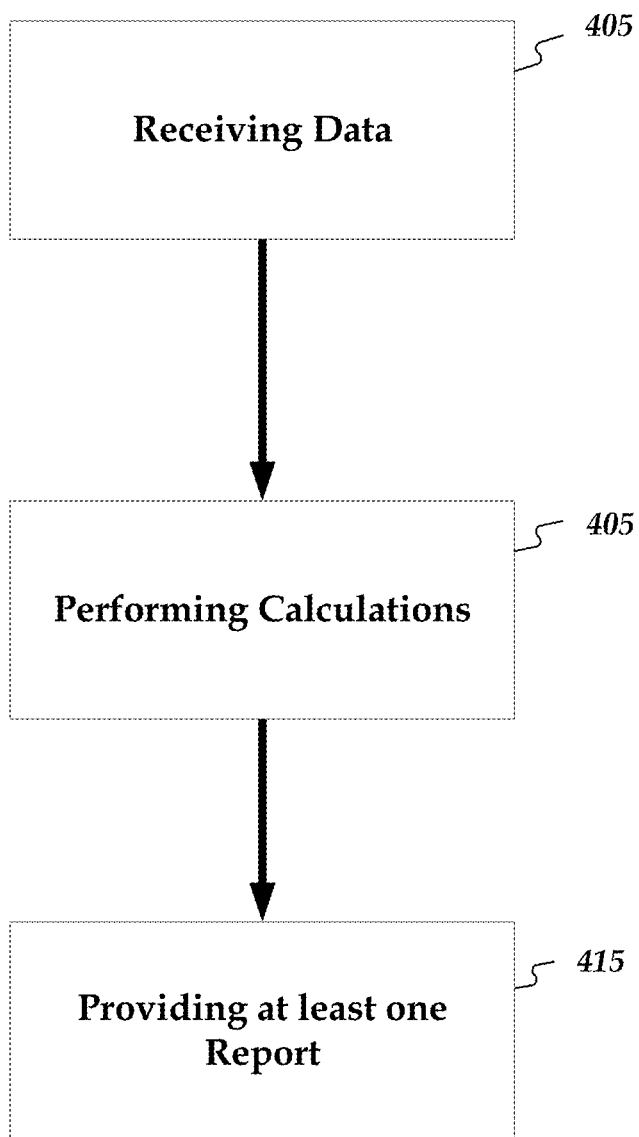 405
Receiving Data
405
Performing Calculations
415
Providing at least one
Report